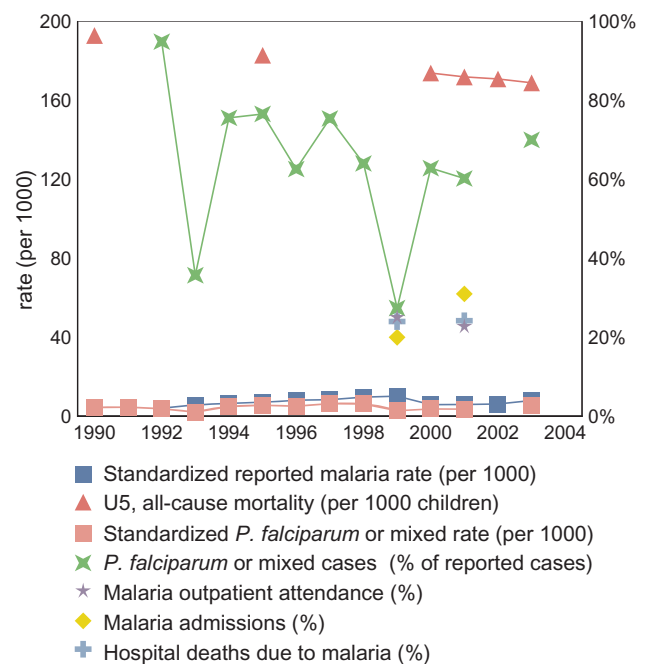 200
160
120
80
40
0
rate (per 1000)
100%
80%
60%
40%
20%
0%
1990 1992 1994 1996 1998 2000 2002 2004
Standardized reported malaria rate (per 1000)
U5, all-cause mortality (per 1000 children)
Standardized P. falciparum or mixed rate (per 1000)
P. falciparum or mixed cases (% of reported cases)
Malaria outpatient attendance (%)
Malaria admissions (%)
Hospital deaths due to malaria (%)